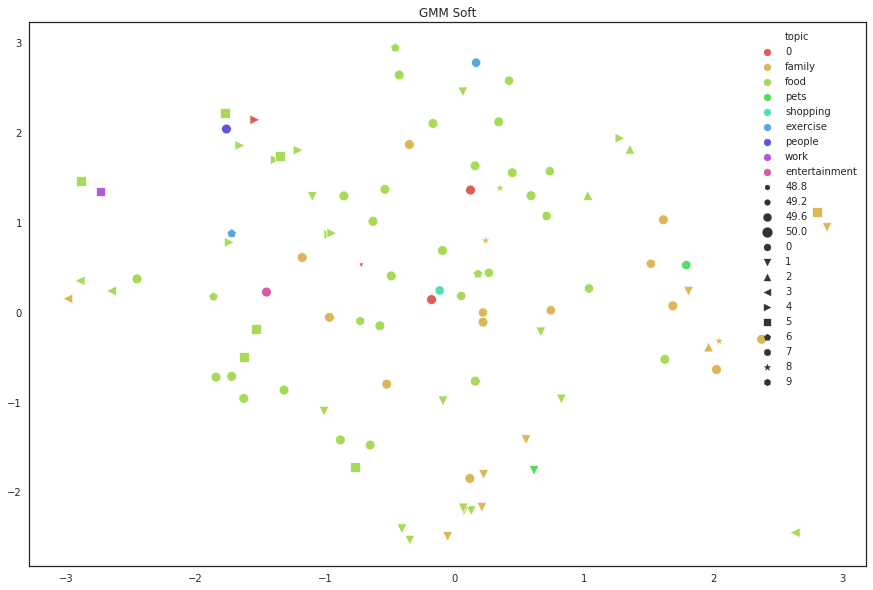 GMM Soft
topic
0
family
food
pets
shopping
exercise
people
work
entertainment
48.8
49.2
49.6
50.0
0
1
2
3
4
5
6
7
8
9
3
2
1
0
−1
−2
−3 −2 −1 0 1 2 3